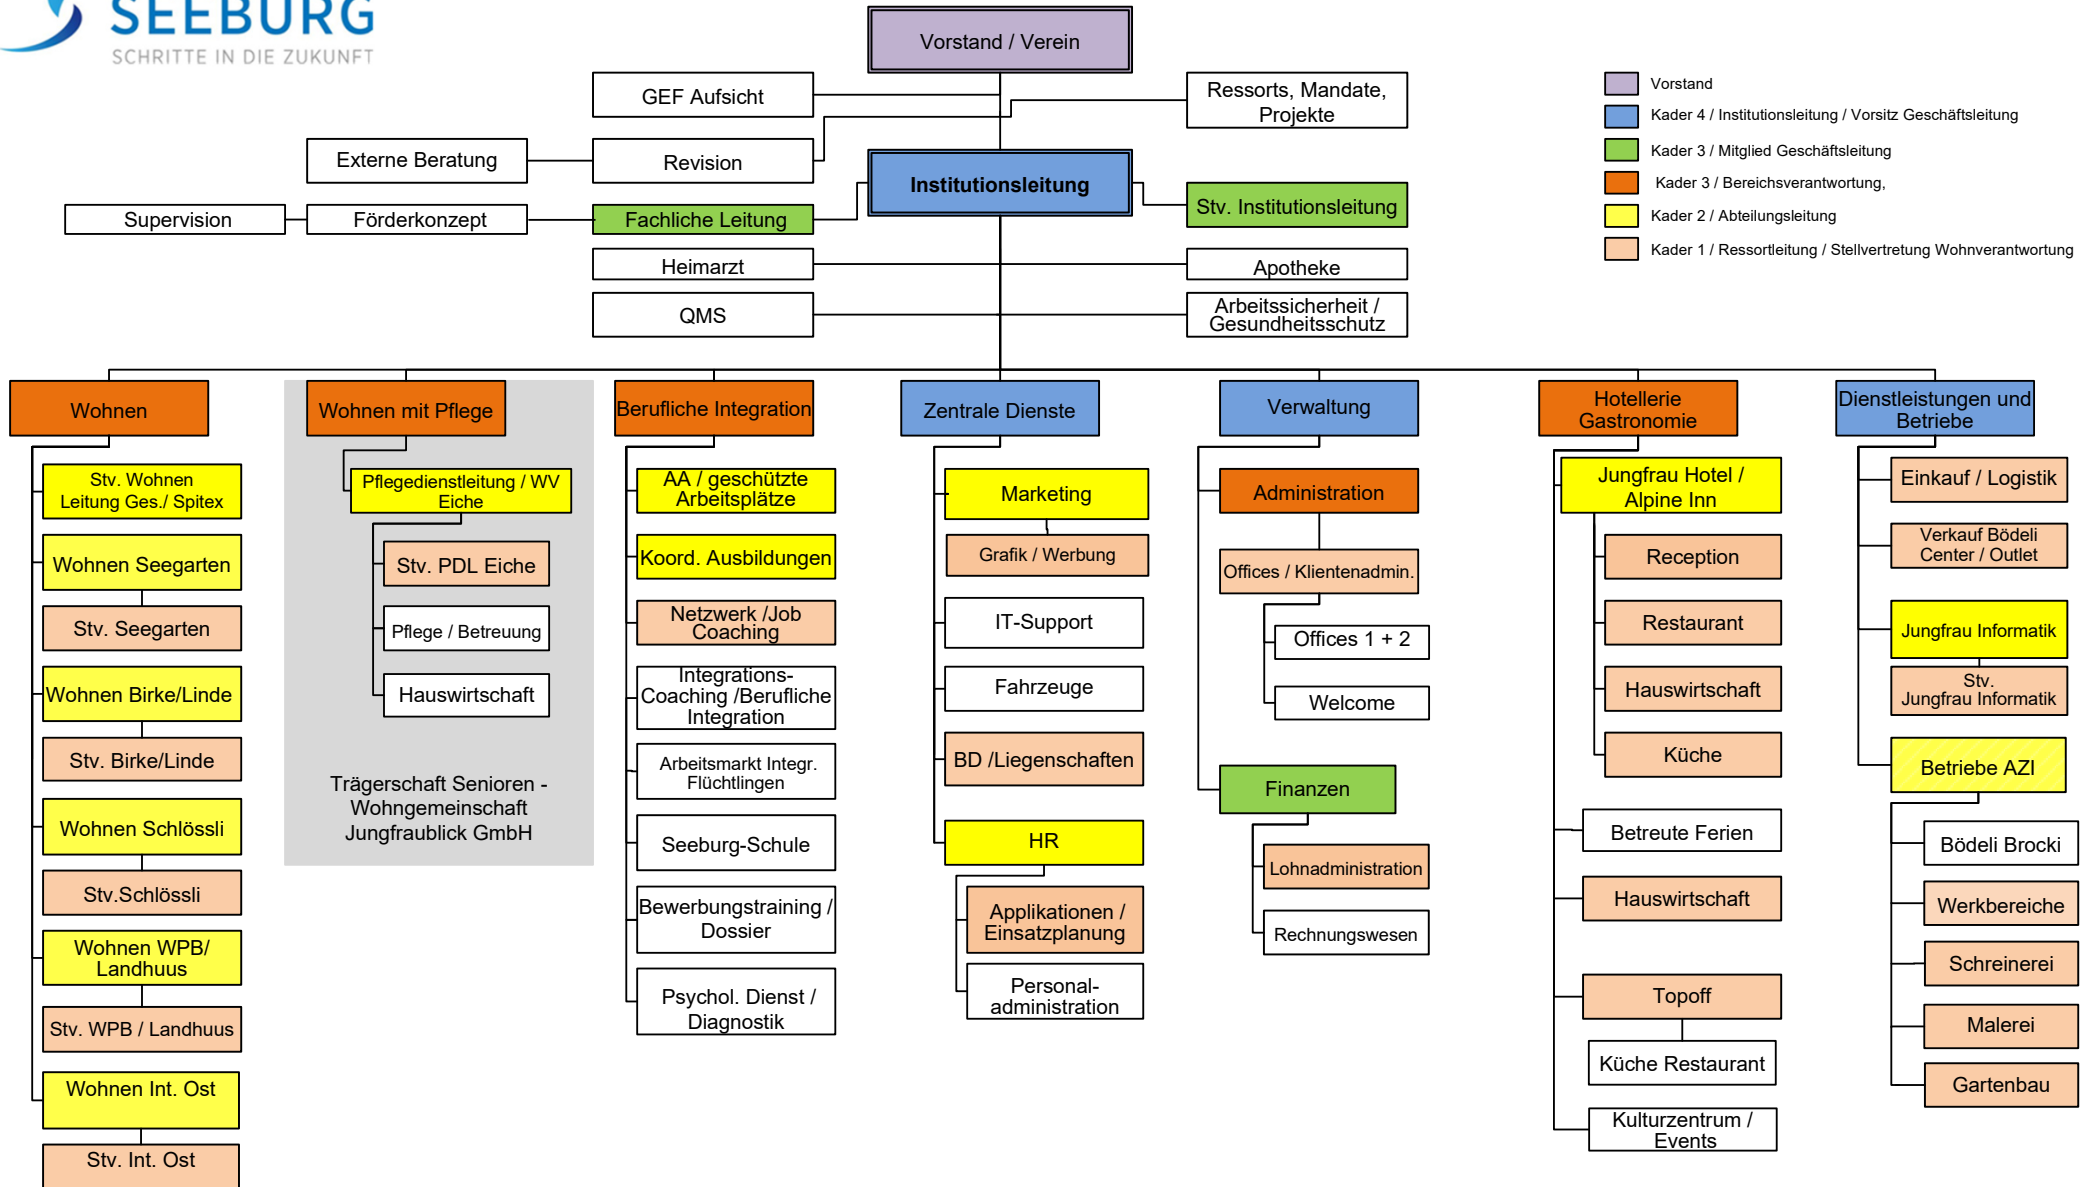 SEEBURG
SCHRITTE IN DIE ZUKUNFT
Vorstand / Verein
GEF Aufsicht
Ressorts, Mandate,
Projekte
Externe Beratung
Revision
Institutionsleitung
Stv. Institutionsleitung
Supervision
Förderkonzept
Fachliche Leitung
Heimarzt
Apotheke
QMS
Arbeitssicherheit /
Gesundheitsschutz
Vorstand
Kader 4 / Institutionsleitung / Vorsitz Geschäftsleitung
Kader 3 / Mitglied Geschäftsleitung
Kader 3 / Bereichsverantwortung,
Kader 2 / Abteilungsleitung
Kader 1 / Ressortleitung / Stellvertretung Wohnverantwortung
Wohnen
Stv. Wohnen
Leitung Ges./ Spitex
Wohnen Seegarten
Stv. Seegarten
Wohnen Birke/Linde
Stv. Birke/Linde
Wohnen Schlössli
Stv.Schlössli
Wohnen WPB/
Landhuus
Stv. WPB / Landhuus
Wohnen Int. Ost
Stv. Int. Ost
Wohnen mit Pflege
Pflegedienstleitung / WV
Eiche
Stv. PDL Eiche
Pflege / Betreuung
Hauswirtschaft
Trägerschaft Senioren -
Wohngemeinschaft
Jungfraublick GmbH
Berufliche Integration
AA / geschützte
Arbeitsplätze
Koord. Ausbildungen
Netzwerk /Job
Coaching
Integrations-
Coaching /Berufliche
Integration
Arbeitsmarkt Integr.
Flüchtlingen
Seeburg-Schule
Bewerbungstraining /
Dossier
Psychol. Dienst /
Diagnostik
Zentrale Dienste
Marketing
Grafik / Werbung
IT-Support
Fahrzeuge
BD /Liegenschaften
HR
Applikationen /
Einsatzplanung
Personal-
administration
Verwaltung
Administration
Offices / Klientenadmin.
Offices 1 + 2
Welcome
Finanzen
Lohnadministration
Rechnungswesen
Hotellerie
Gastronomie
Jungfrau Hotel /
Alpine Inn
Reception
Restaurant
Hauswirtschaft
Küche
Betreute Ferien
Hauswirtschaft
Topoff
Küche Restaurant
Kulturzentrum /
Events
Dienstleistungen und
Betriebe
Einkauf / Logistik
Verkauf Bödeli
Center / Outlet
Jungfrau Informatik
Stv.
Jungfrau Informatik
Betriebe AZI
Bödeli Brocki
Werkbereiche
Schreinerei
Malerei
Gartenbau